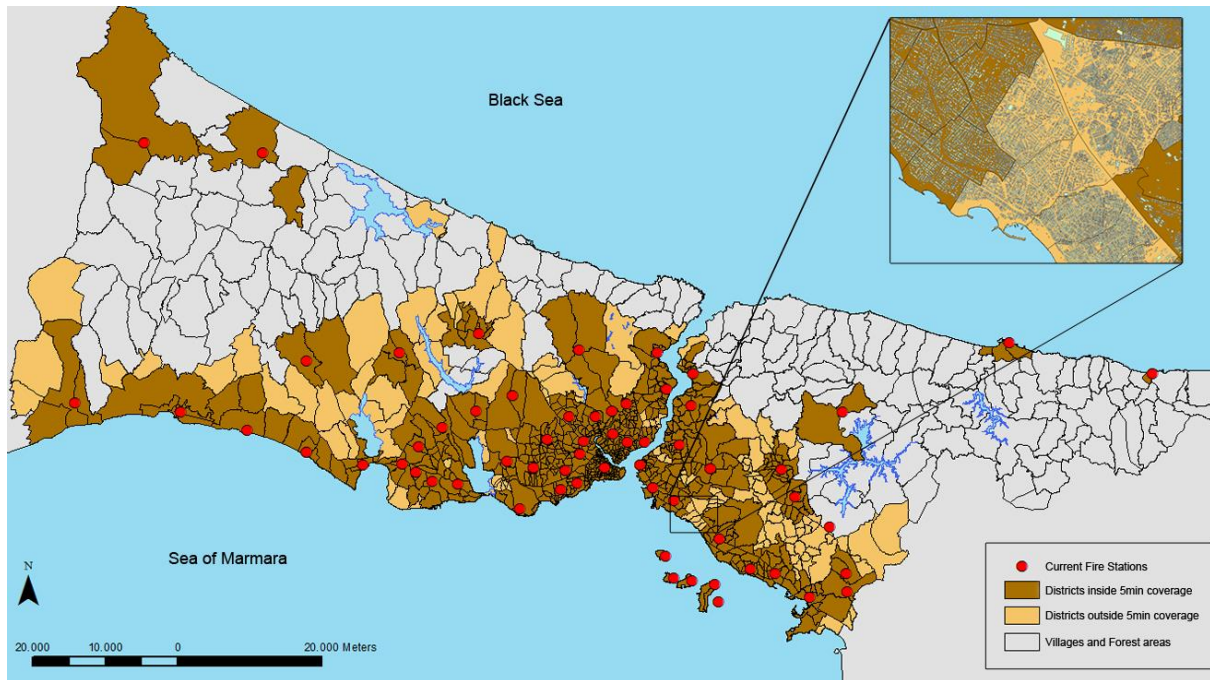 Black Sea
Sea of Marmara
N
20.000 10.000 0 20.000 Meters
Current Fire Stations
Districts inside 5min coverage
Districts outside 5min coverage
Villages and Forest areas